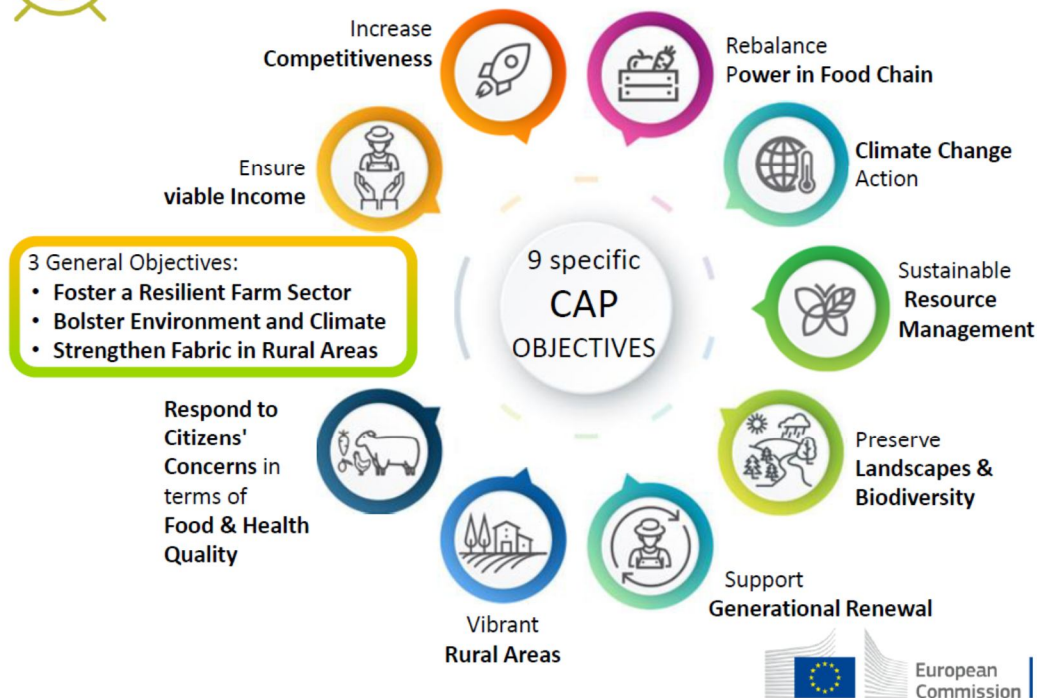 Increase
Competitiveness
Rebalance
Power in Food Chain
Ensure
viable Income
Climate Change
Action
3 General Objectives:
• Foster a Resilient Farm Sector
• Bolster Environment and Climate
• Strengthen Fabric in Rural Areas
9 specific
CAP
OBJECTIVES
Sustainable
Resource
Management
Respond to
Citizens'
Concerns in
terms of
Food & Health
Quality
Preserve
Landscapes &
Biodiversity
Support
Generational Renewal
Vibrant
Rural Areas
European
Commission